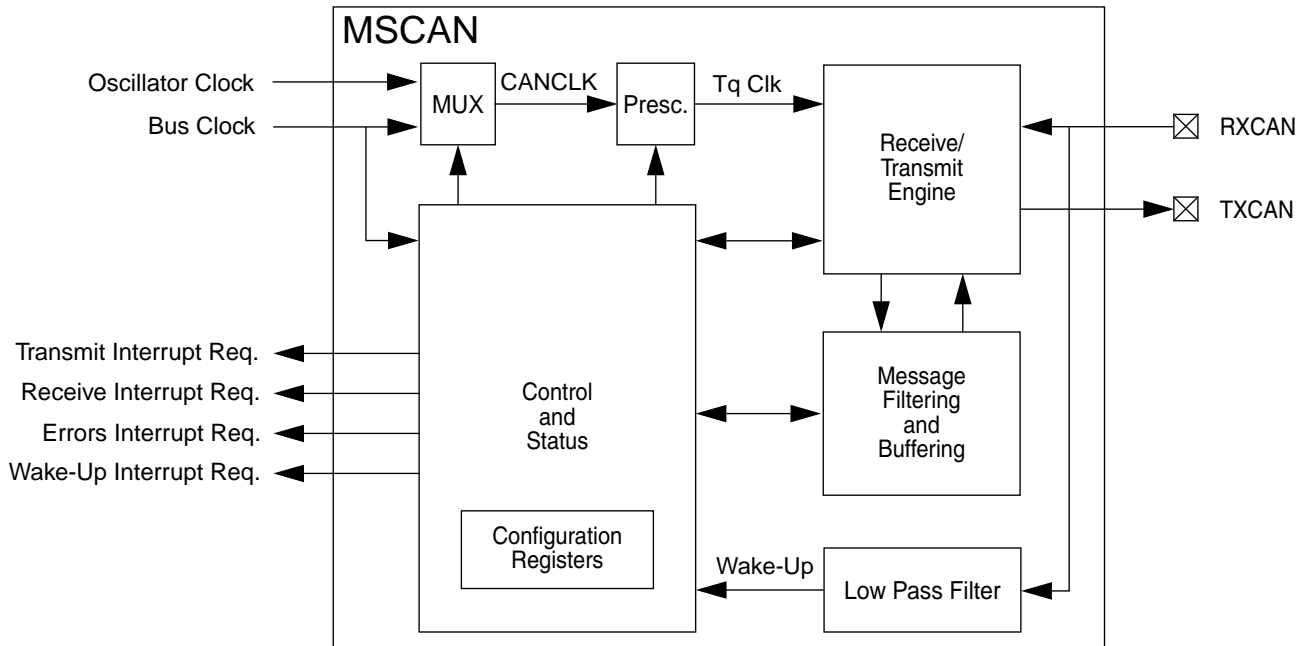 MSCAN
Oscillator Clock
Bus Clock
MUX
CANCLK
Presc.
Tq Clk
Receive/
Transmit
Engine
RXCAN
TXCAN
Transmit Interrupt Req.
Receive Interrupt Req.
Errors Interrupt Req.
Wake-Up Interrupt Req.
Control
and
Status
Message
Filtering
and
Buffering
Configuration
Registers
Wake-Up
Low Pass Filter